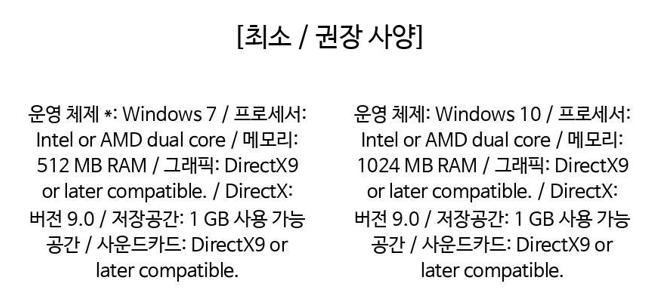 [최소 / 권장 사양]
운영 체제 *: Windows 7 / 프로세서:
Intel or AMD dual core / 메모리:
512 MB RAM / 그래픽: DirectX9
or later compatible. / DirectX:
버전 9.0 / 저장공간: 1 GB 사용 가능
공간 / 사운드카드: DirectX9 or
later compatible.
운영 체제: Windows 10 / 프로세서:
Intel or AMD dual core / 메모리:
1024 MB RAM / 그래픽: DirectX9
or later compatible. / DirectX:
버전 9.0 / 저장공간: 1 GB 사용 가능
공간 / 사운드카드: DirectX9 or
later compatible.